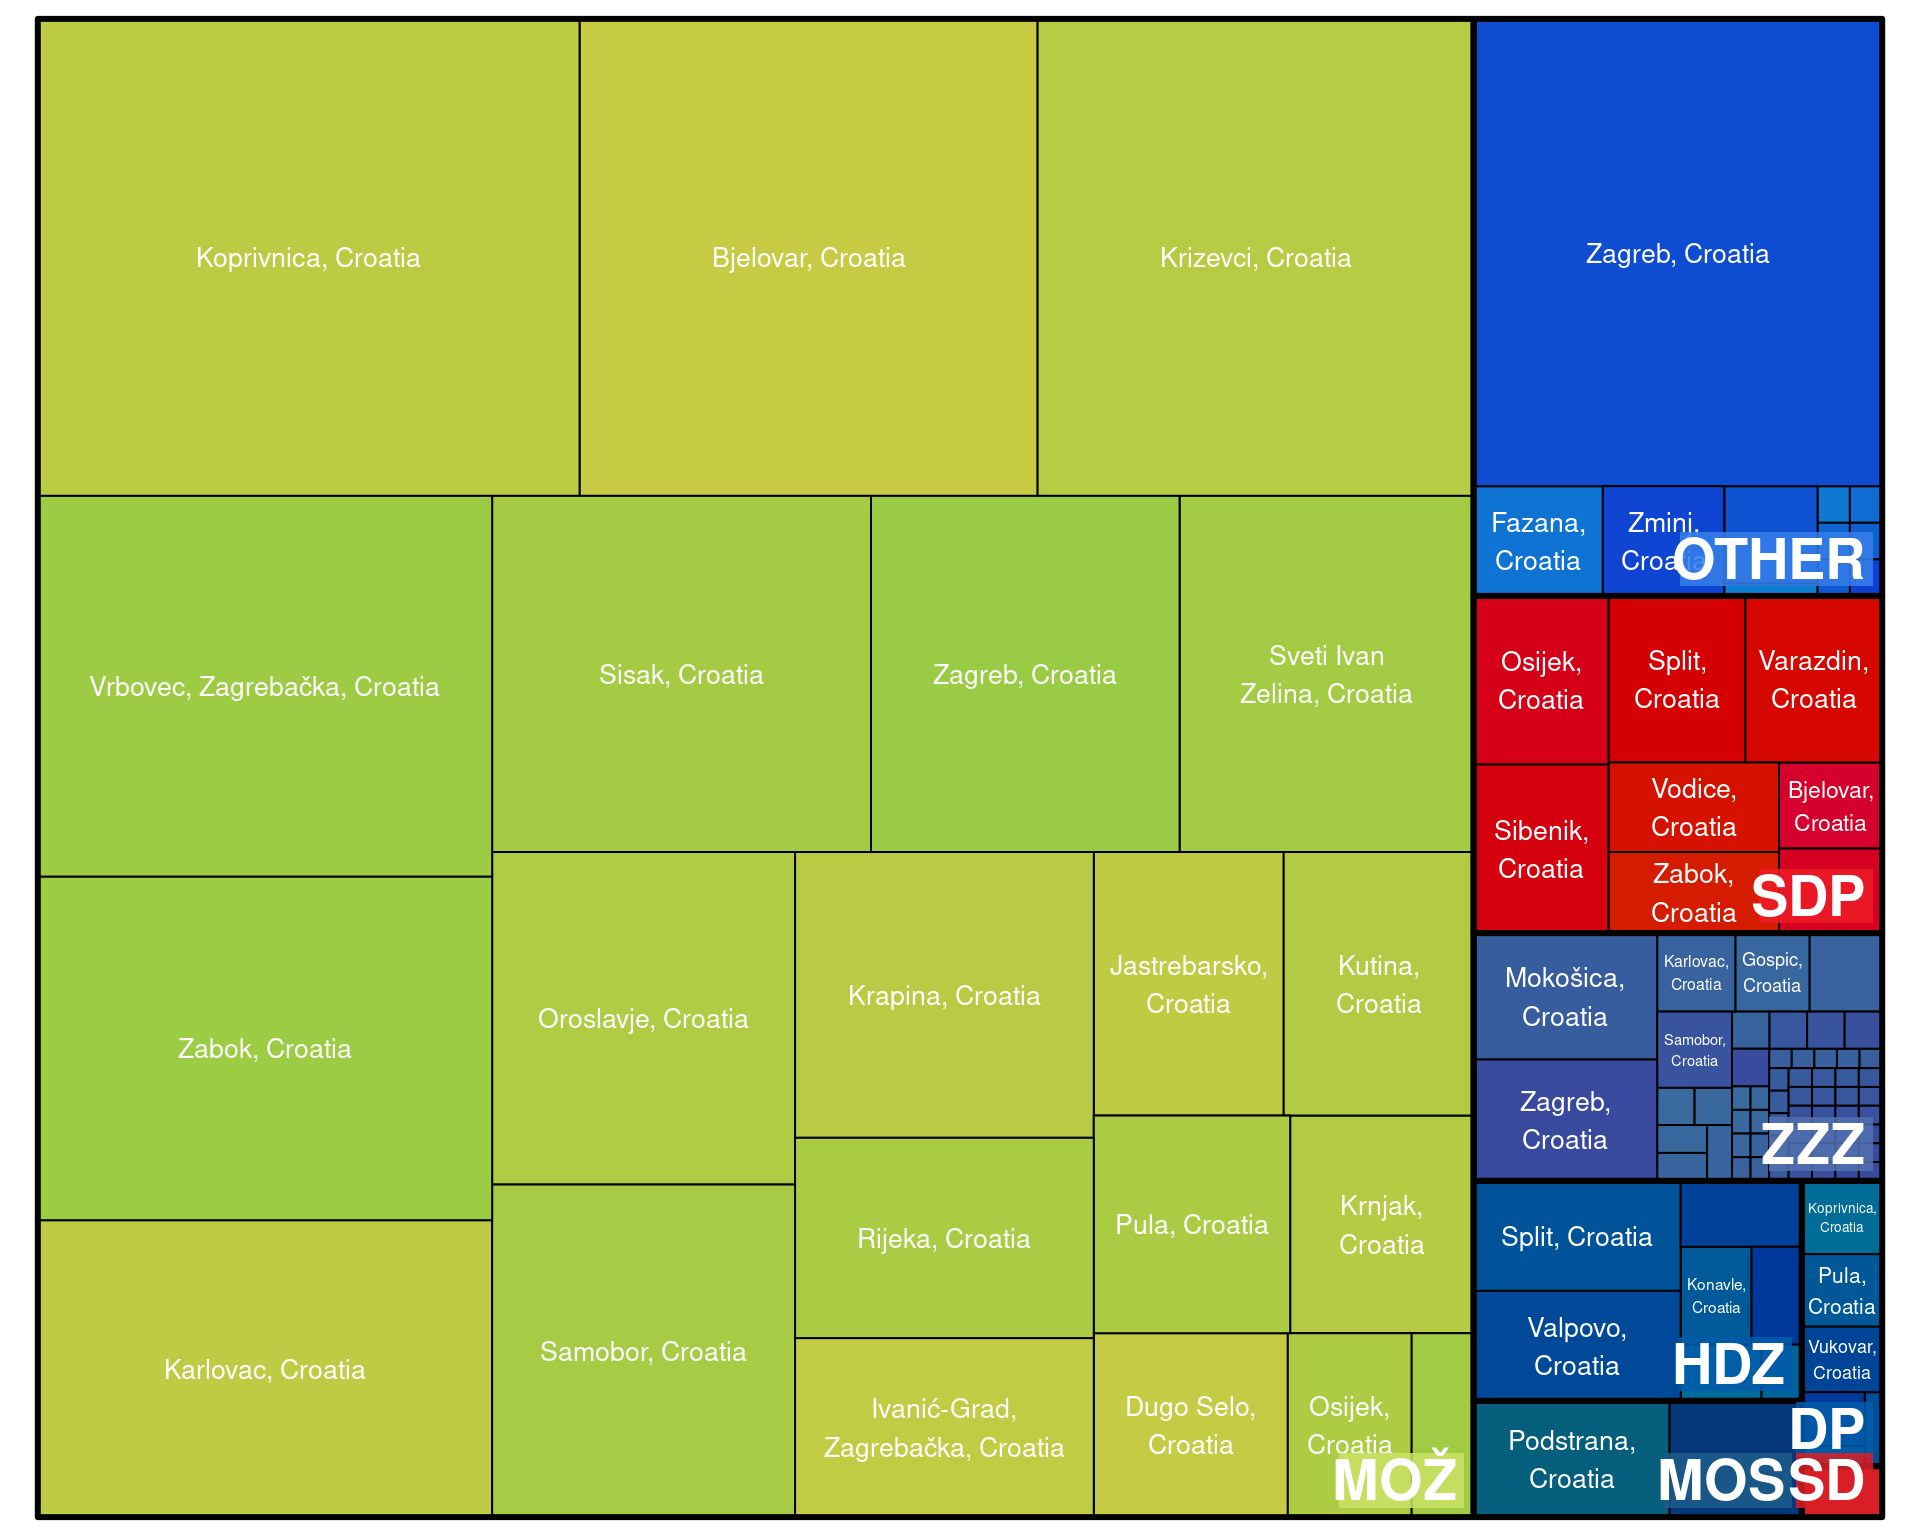 Koprivnica, Croatia
Bjelovar, Croatia
Krizevci, Croatia
Vrbovec, Zagrebačka, Croatia
Sisak, Croatia
Zagreb, Croatia
Sveti Ivan
Zelina, Croatia
Zabok, Croatia
Oroslavje, Croatia
Krapina, Croatia
Jastrebarsko,
Croatia
Kutina,
Croatia
Karlovac, Croatia
Samobor, Croatia
Rijeka, Croatia
Pula, Croatia
Krnjak,
Croatia
Ivanić-Grad,
Zagrebačka, Croatia
Dugo Selo,
Croatia
Osijek,
Croatia
MOŽ
Zagreb, Croatia
Fazana,
Croatia
Zminj,
Croatia
OTHER
Osijek,
Croatia
Split,
Croatia
Varazdin,
Croatia
Sibenik,
Croatia
Vodice,
Croatia
Bjelovar,
Croatia
Zabok,
Croatia
SDP
Mokošica,
Croatia
Karlovac,
Croatia
Gospic,
Croatia
Samobor,
Croatia
Zagreb,
Croatia
ZZZ
Split, Croatia
Konavle,
Croatia
Valpovo,
Croatia
HDZ
Koprivnica,
Croatia
Pula,
Croatia
Vukovar,
Croatia
DP
Podstrana,
Croatia
MOS
SD